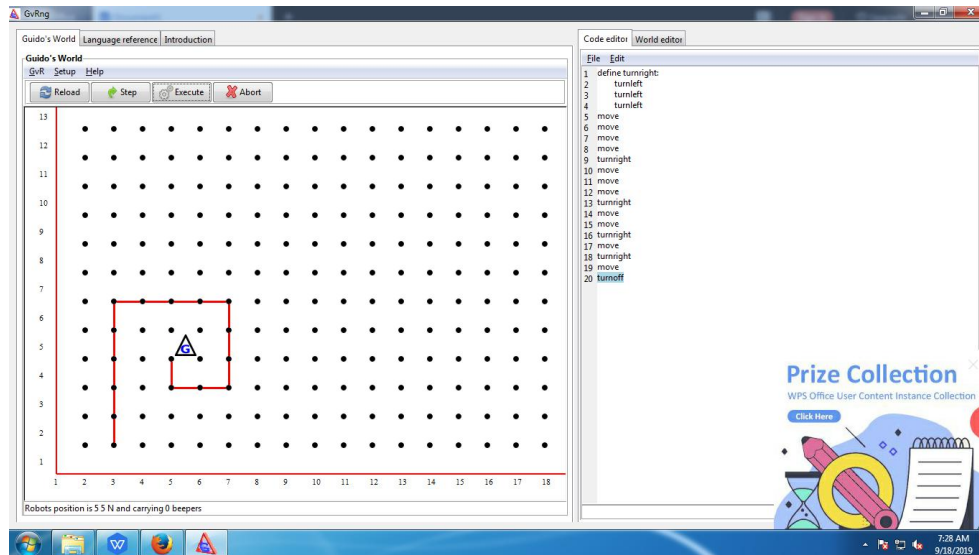 GvRng
Guido's World Language reference Introduction
Guido's World
GvR Setup Help
Reload Step Execute Abort
13
12
11
10
9
8
7
6
5
4
3
2
1
G
1 2 3 4 5 6 7 8 9 10 11 12 13 14 15 16 17 18
Robots position is 5 5 N and carrying 0 beepers
Code editor World editor
File Edit
1 define turnright:
2 turnleft
3 turnleft
4 turnleft
5 move
6 move
7 move
8 move
9 turnright
10 move
11 move
12 move
13 turnright
14 move
15 move
16 turnright
17 move
18 turnright
19 move
20 turnoff
Prize Collection
WPS Office User Content Instance Collection
Click Here
7:28 AM